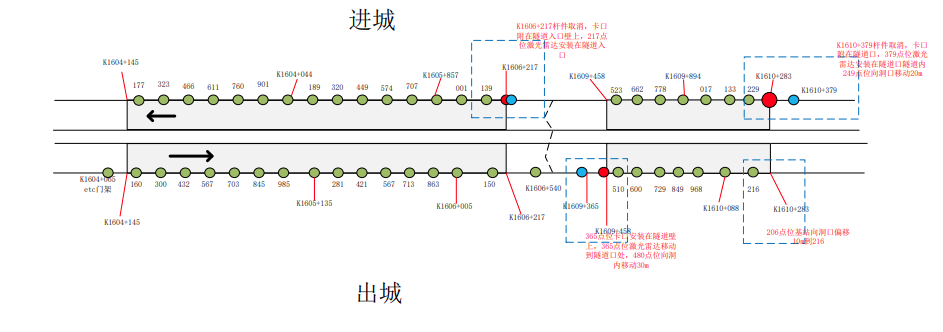 进城
K1606+217杆件取消，卡口
附在隧道入口壁上，217点
位激光雷达安装在隧道入
口
K1610+379杆件取消，卡口
附在隧道口，379点位激光
雷达安装在隧道口隧道内
249点位向洞口移动20m
K1604+145
K1604+044
K1605+857
K1606+217
K1609+458
K1609+894
K1610+283
K1610+379
177 323 466 611 760 901 189 320 449 574 707 001 139 523 662 778 017 133 229
K1604+065
etc门架
160 300 432 567 703 845 985 281 421 567 713 863 150 510 600 729 849 968 216
K1604+145
K1605+135
K1606+005
K1606+217
K1606+540
K1609+365
K1609+458
K1610+088
K1610+283
365点位卡口安装在隧道壁
上，365点位激光雷达移动
到隧道口处，480点位向洞
内移动30m
206点位基站向洞口偏移
10m到216
出城